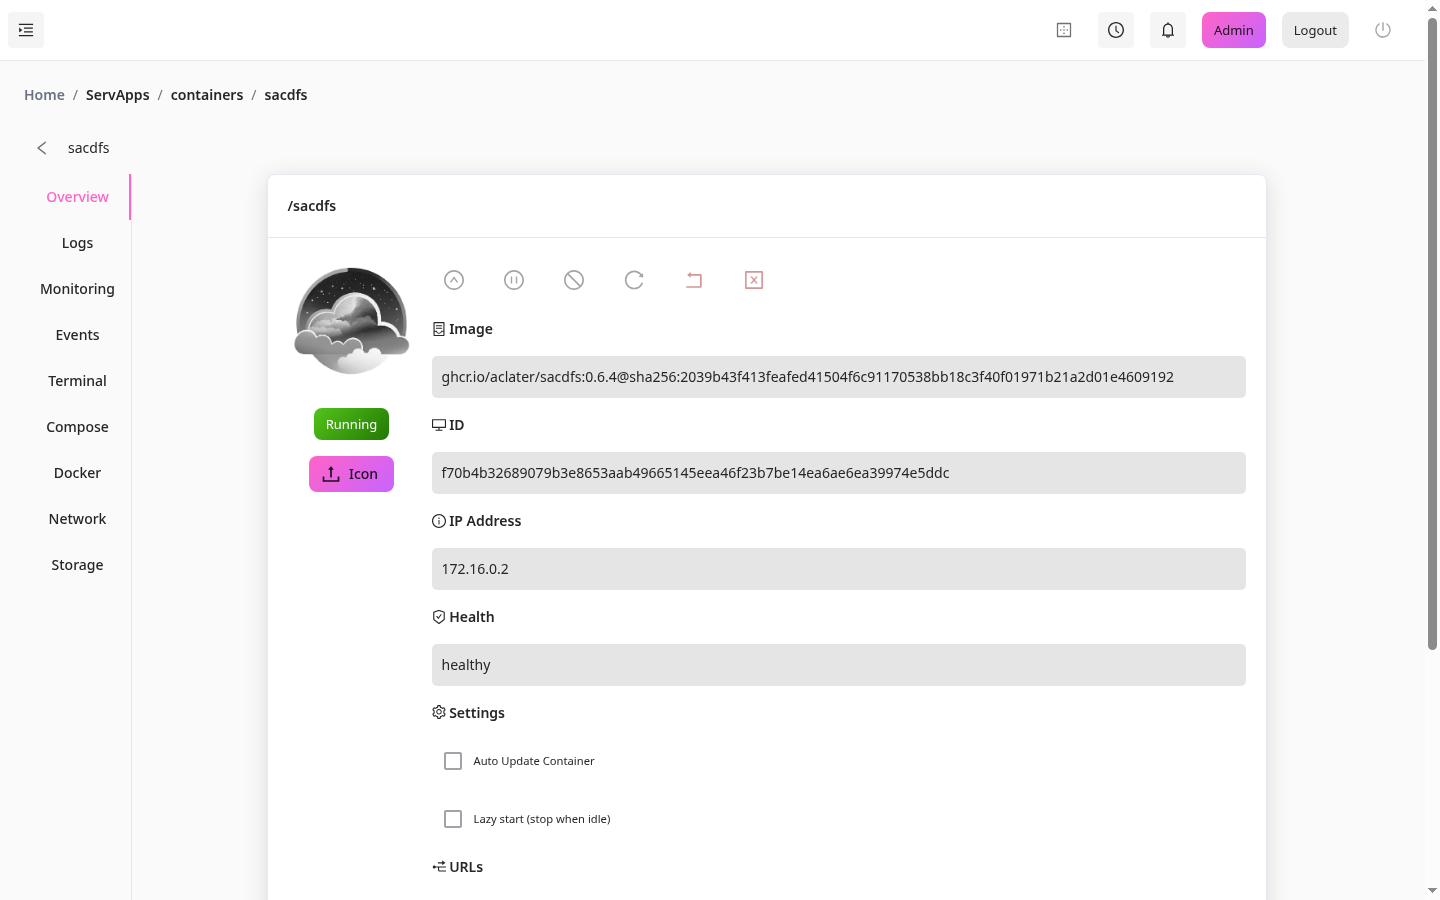 Admin
Logout
Home / ServApps / containers / sacdfs
sacdfs
Overview
Logs
Monitoring
Events
Terminal
Compose
Docker
Network
Storage
/sacdfs
Running
Icon
Image
ghcr.io/aclater/sacdfs:0.6.4@sha256:2039b43f413feafed41504f6c91170538bb18c3f40f01971b21a2d01e4609192
ID
f70b4b32689079b3e8653aab49665145eea46f23b7be14ea6ae6ea39974e5ddc
IP Address
172.16.0.2
Health
healthy
Settings
Auto Update Container
Lazy start (stop when idle)
URLs